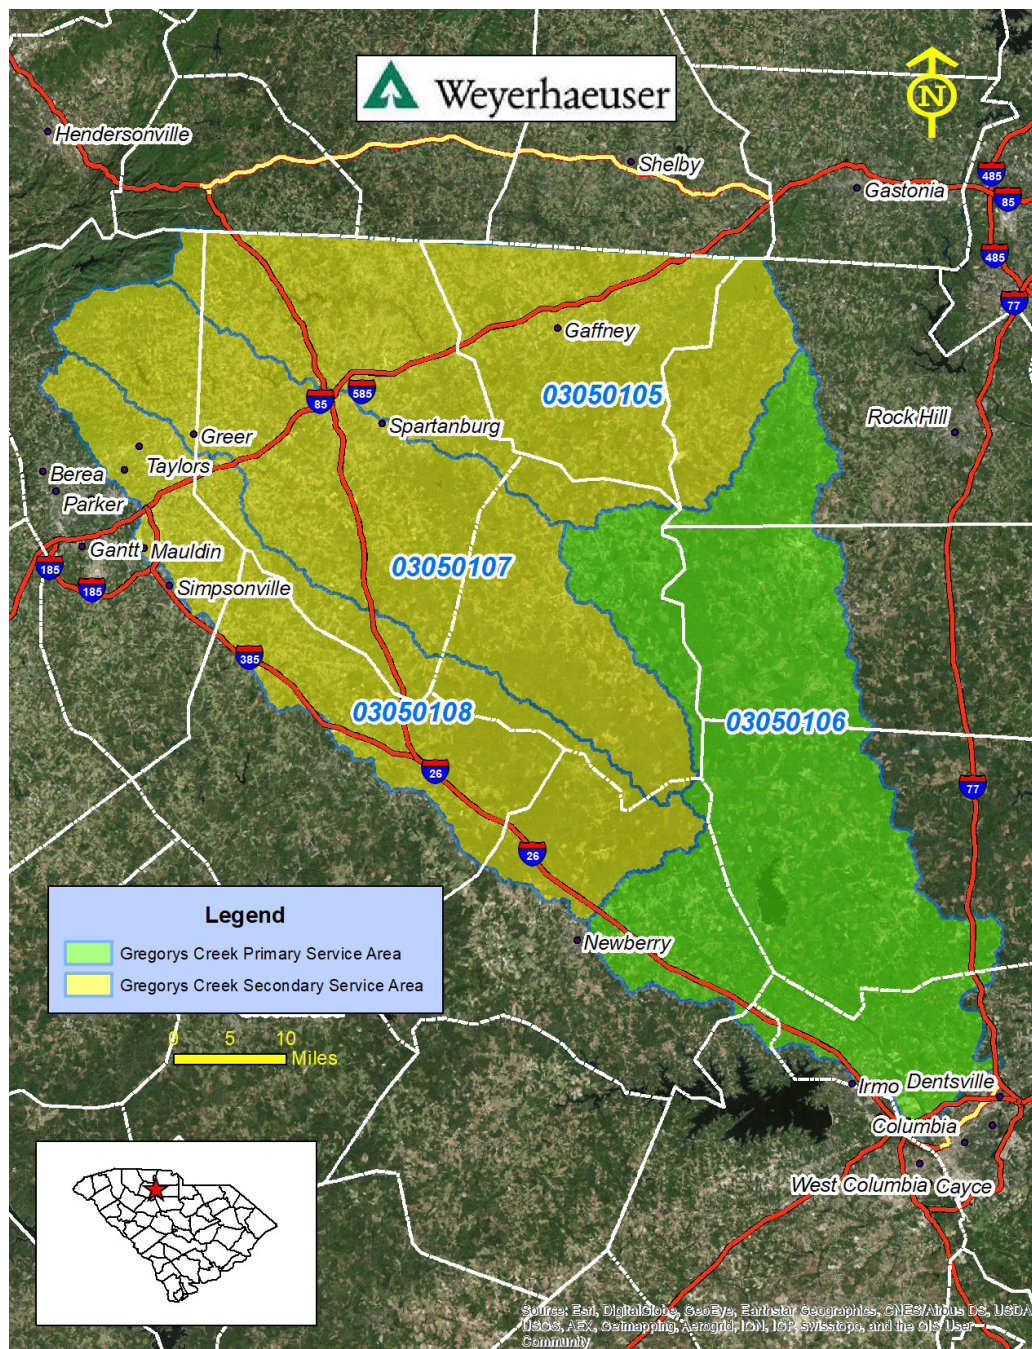 Weyerhaeuser
N
Hendersonville
Shelby
Gastonia
485
85
485
77
Gaffney
585
85
03050105
Rock Hill
Spartanburg
Greer
Taylors
Berea
Parker
Gantt
Mauldin
185
185
Simpsonville
03050107
385
03050108
03050106
26
77
26
Legend
Gregorys Creek Primary Service Area
Gregorys Creek Secondary Service Area
Newberry
0 5 10
Miles
Irmo
Dentsville
Columbia
West Columbia
Cayce
Source: Esri, DigitalGlobe, GeoEye, Earthstar Geographics, CNES/Airbus DS, USDA,
USGS, AEX, Getmapping, Aerogrid, IGN, IGP, swisstopo, and the GIS User
Community